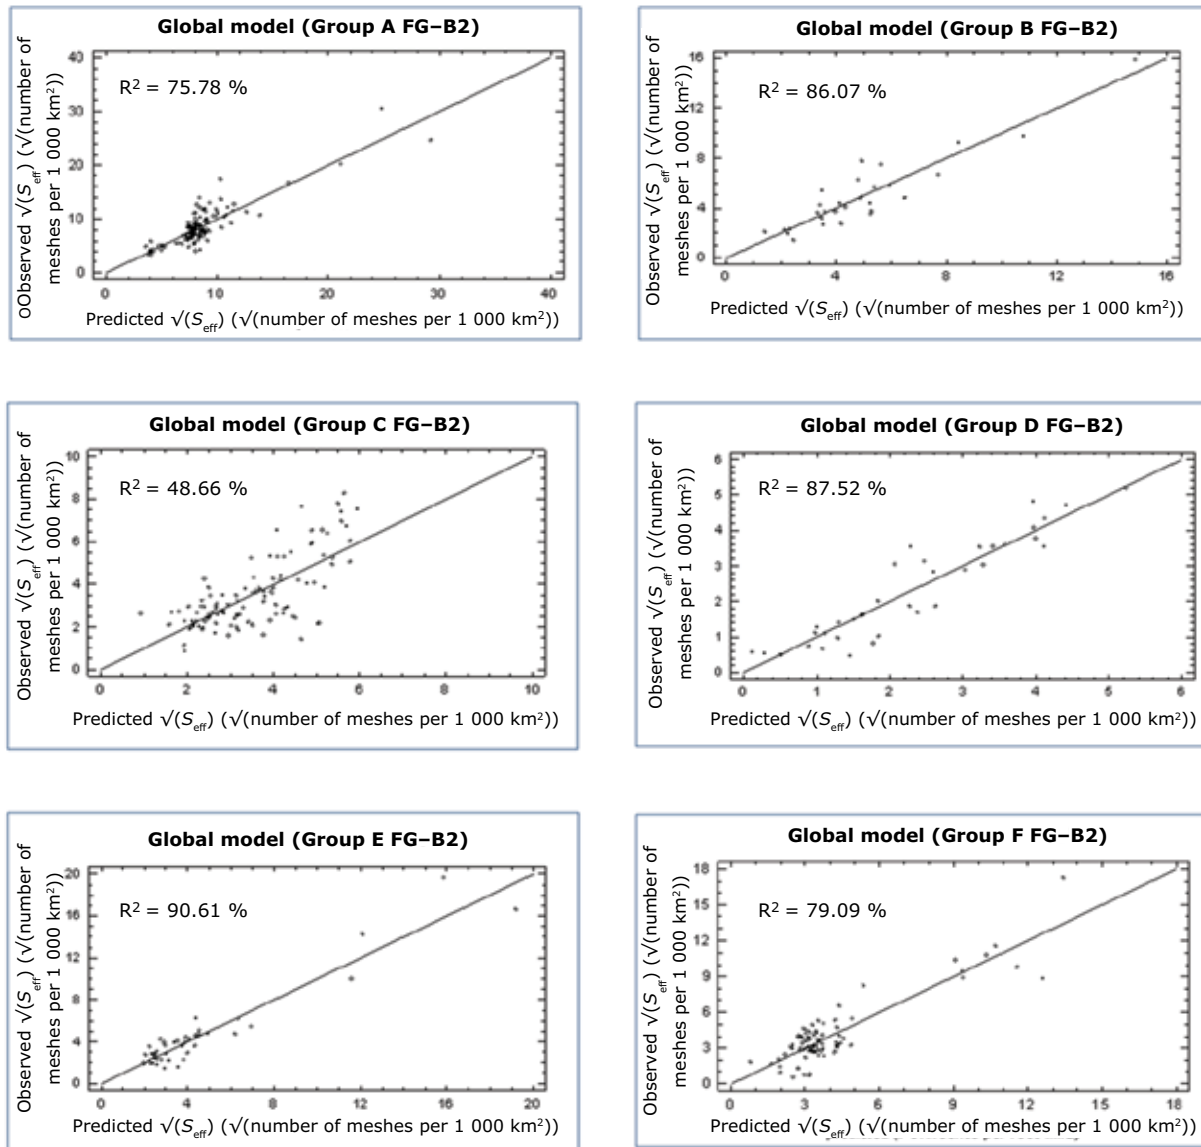 Global model (Group A FG–B2)
OObserved √(Seff) (√(number of
meshes per 1 000 km²))
R² = 75.78 %
40
30
20
10
0
0 10 20 30 40
Predicted √(Seff) (√(number of meshes per 1 000 km²))
Global model (Group B FG–B2)
Observed √(Seff) (√(number of
meshes per 1 000 km²))
R² = 86.07 %
16
12
8
4
0
0 4 8 12 16
Predicted √(Seff) (√(number of meshes per 1 000 km²))
Global model (Group C FG–B2)
Observed √(Seff) (√(number of
meshes per 1 000 km²))
R² = 48.66 %
10
8
6
4
2
0
0 2 4 6 8 10
Predicted √(Seff) (√(number of meshes per 1 000 km²))
Global model (Group D FG–B2)
Observed √(Seff) (√(number of
meshes per 1 000 km²))
R² = 87.52 %
6
5
4
3
2
1
0
0 1 2 3 4 5 6
Predicted √(Seff) (√(number of meshes per 1 000 km²))
Global model (Group E FG–B2)
Observed √(Seff) (√(number of
meshes per 1 000 km²))
R² = 90.61 %
20
16
12
8
4
0
0 4 8 12 16 20
Predicted √(Seff) (√(number of meshes per 1 000 km²))
Global model (Group F FG–B2)
Observed √(Seff) (√(number of
meshes per 1 000 km²))
R² = 79.09 %
18
15
12
9
6
3
0
0 3 6 9 12 15 18
Predicted √(Seff) (√(number of meshes per 1 000 km²))